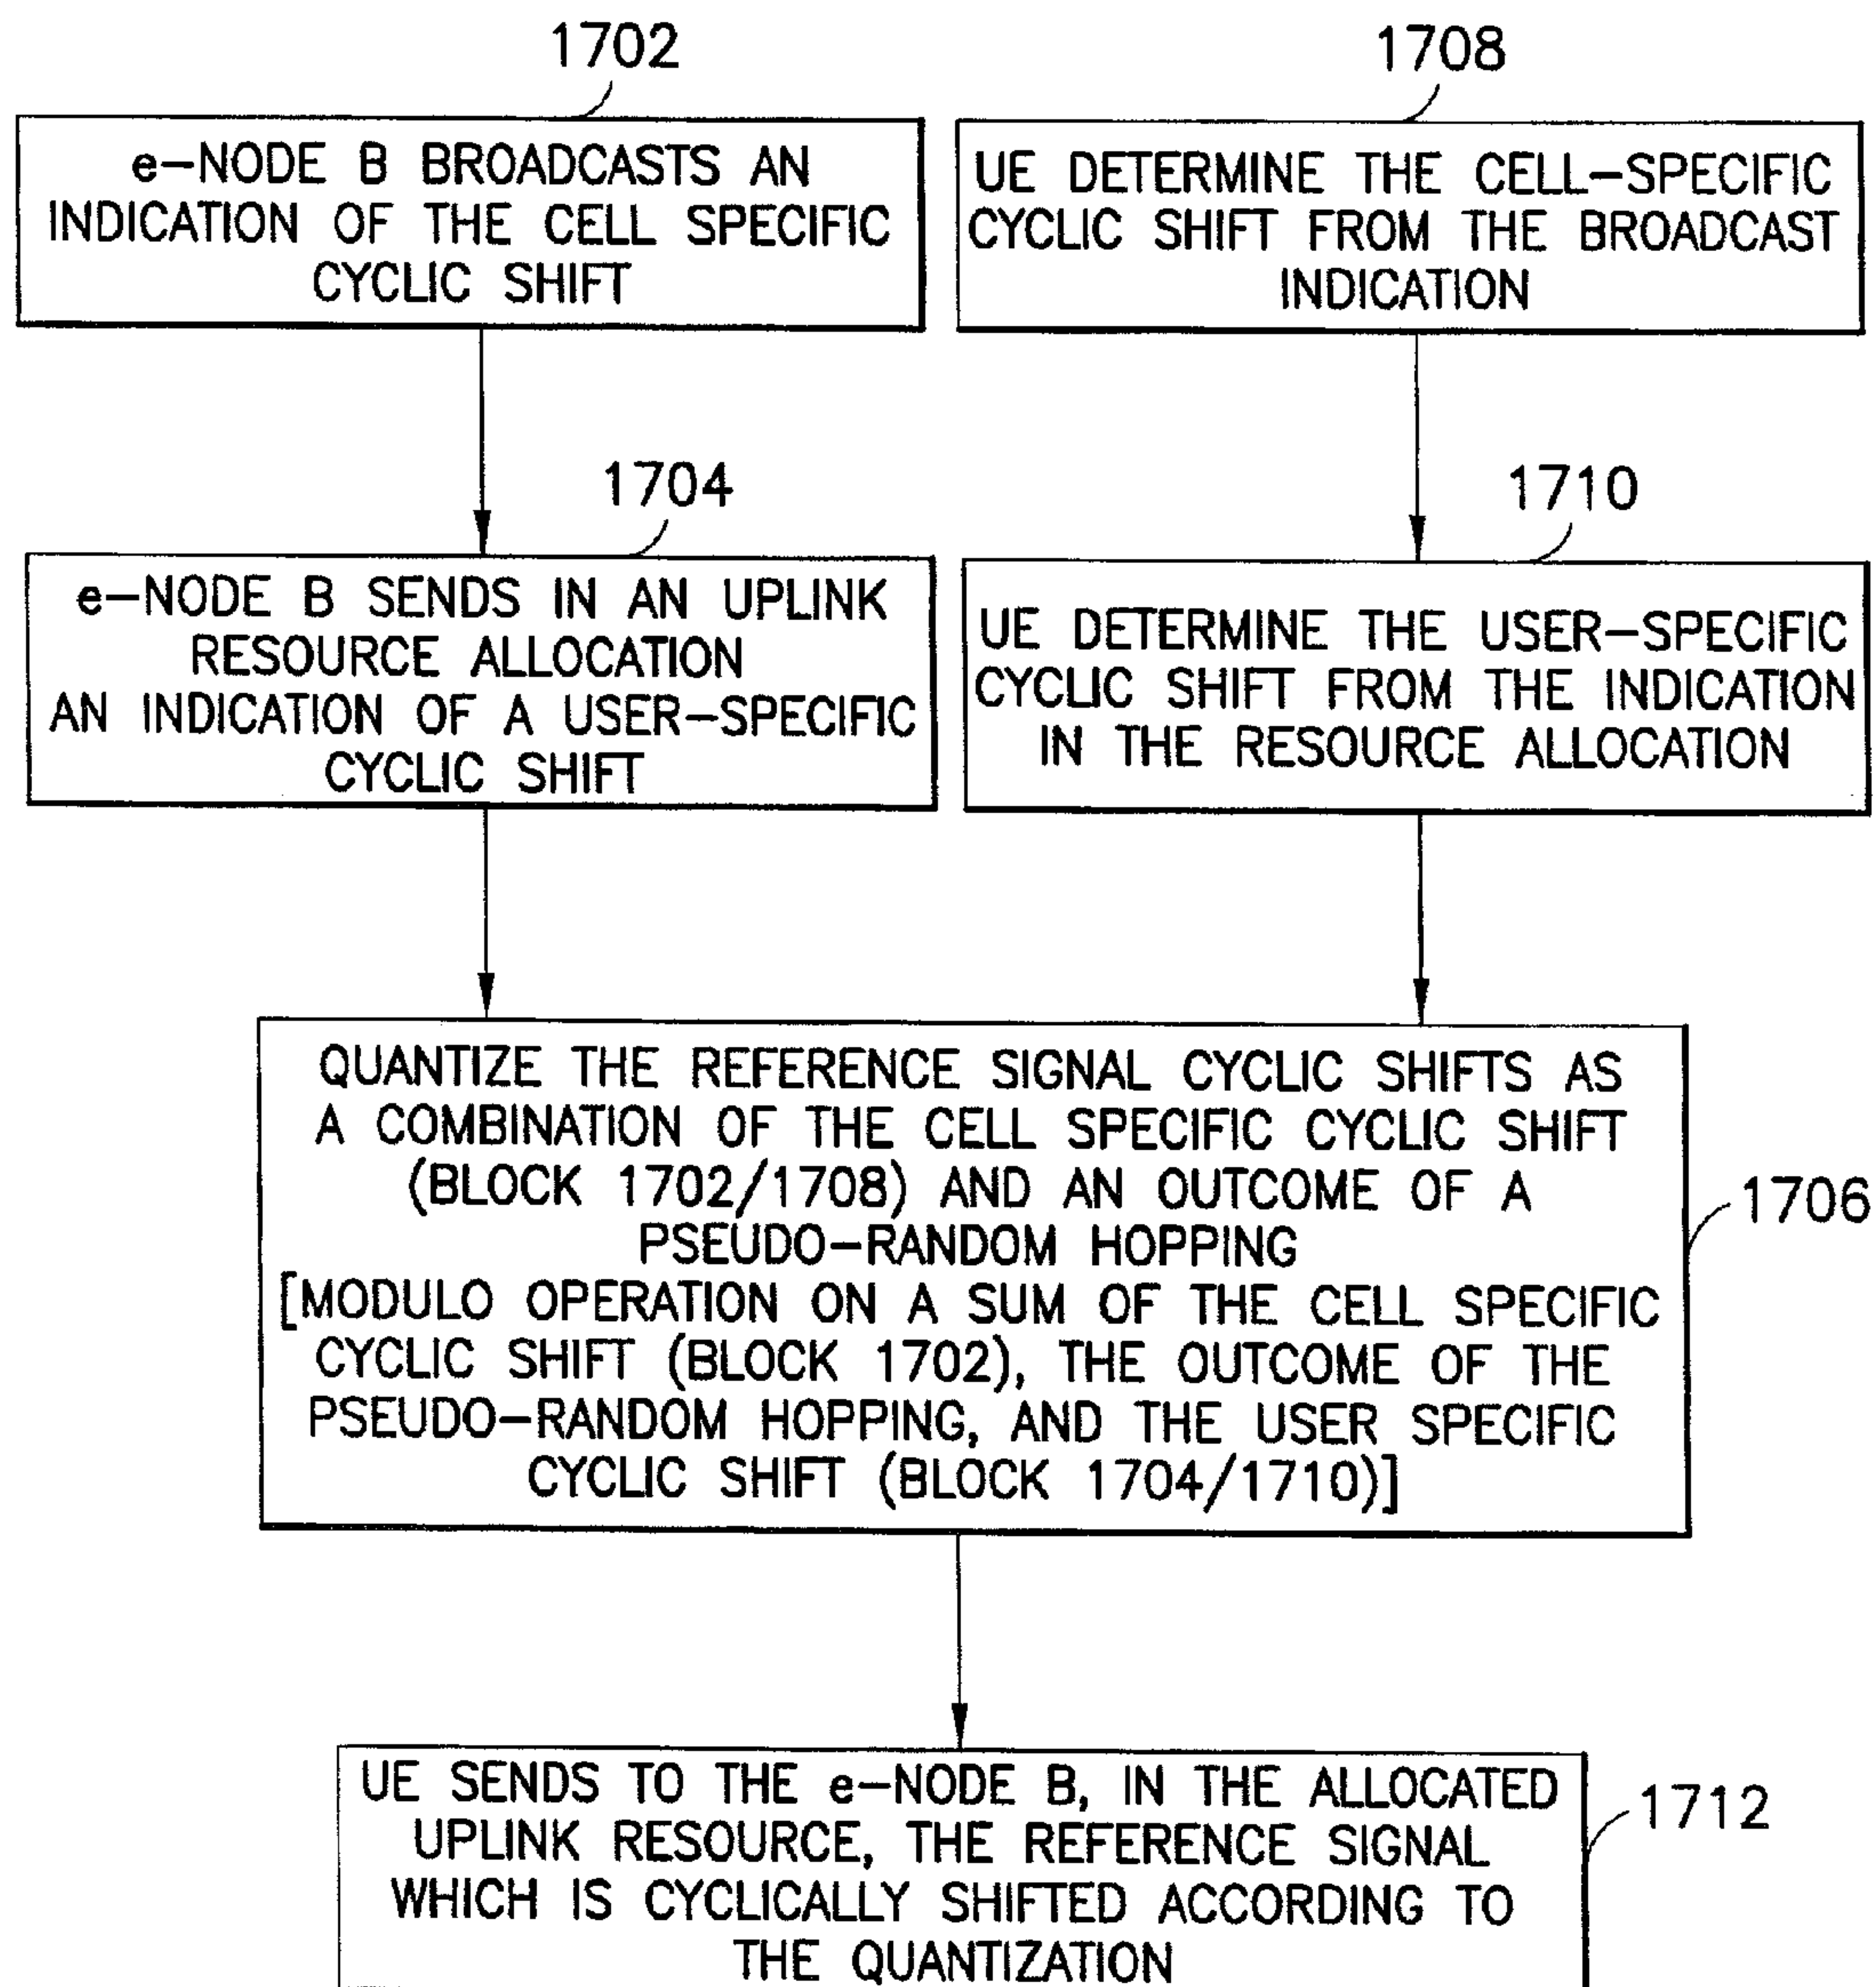 1702
e-NODE B BROADCASTS AN
INDICATION OF THE CELL SPECIFIC
CYCLIC SHIFT
1708
UE DETERMINE THE CELL-SPECIFIC
CYCLIC SHIFT FROM THE BROADCAST
INDICATION
1704
e-NODE B SENDS IN AN UPLINK
RESOURCE ALLOCATION
AN INDICATION OF A USER-SPECIFIC
CYCLIC SHIFT
1710
UE DETERMINE THE USER-SPECIFIC
CYCLIC SHIFT FROM THE INDICATION
IN THE RESOURCE ALLOCATION
QUANTIZE THE REFERENCE SIGNAL CYCLIC SHIFTS AS
A COMBINATION OF THE CELL SPECIFIC CYCLIC SHIFT
(BLOCK 1702/1708) AND AN OUTCOME OF A
PSEUDO-RANDOM HOPPING
[MODULO OPERATION ON A SUM OF THE CELL SPECIFIC
CYCLIC SHIFT (BLOCK 1702), THE OUTCOME OF THE
PSEUDO-RANDOM HOPPING, AND THE USER SPECIFIC
CYCLIC SHIFT (BLOCK 1704/1710)]
1706
UE SENDS TO THE e-NODE B, IN THE ALLOCATED
UPLINK RESOURCE, THE REFERENCE SIGNAL
WHICH IS CYCLICALLY SHIFTED ACCORDING TO
THE QUANTIZATION
1712